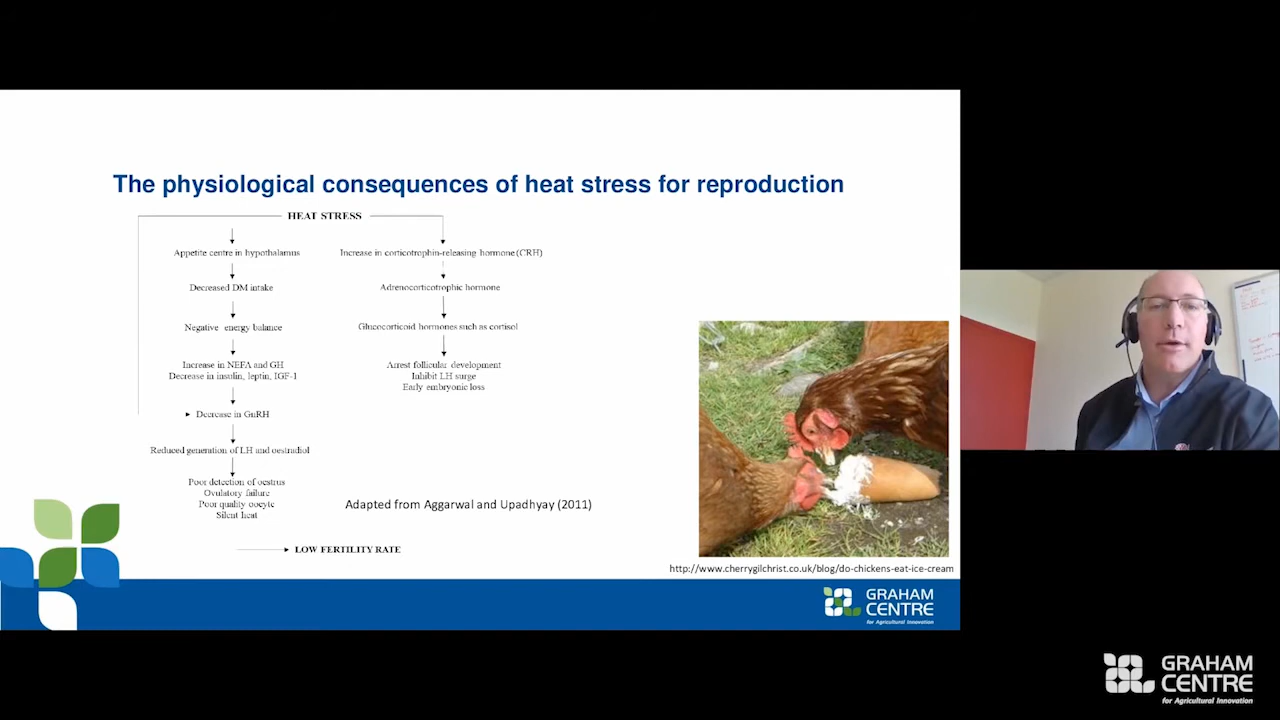 The physiological consequences of heat stress for reproduction
HEAT STRESS
Appetite centre in hypothalamus
Decreased DM intake
Negative energy balance
Increase in NEFA and GH
Decrease in insulin, leptin, IGF-1
Decrease in GnRH
Reduced generation of LH and oestradiol
Poor detection of oestrus
Ovulatory failure
Poor quality oocyte
Silent heat
Increase in corticotrophin-releasing hormone (CRH)
Adrenocorticotrophic hormone
Glucocorticoid hormones such as cortisol
Arrest follicular development
Inhibit LH surge
Early embryonic loss
Adapted from Aggarwal and Upadhyay (2011)
LOW FERTILITY RATE
http://www.cherrygilchrist.co.uk/blog/do-chickens-eat-ice-cream
GRAHAM
CENTRE
for Agricultural Innovation
GRAHAM
CENTRE
for Agricultural Innovation